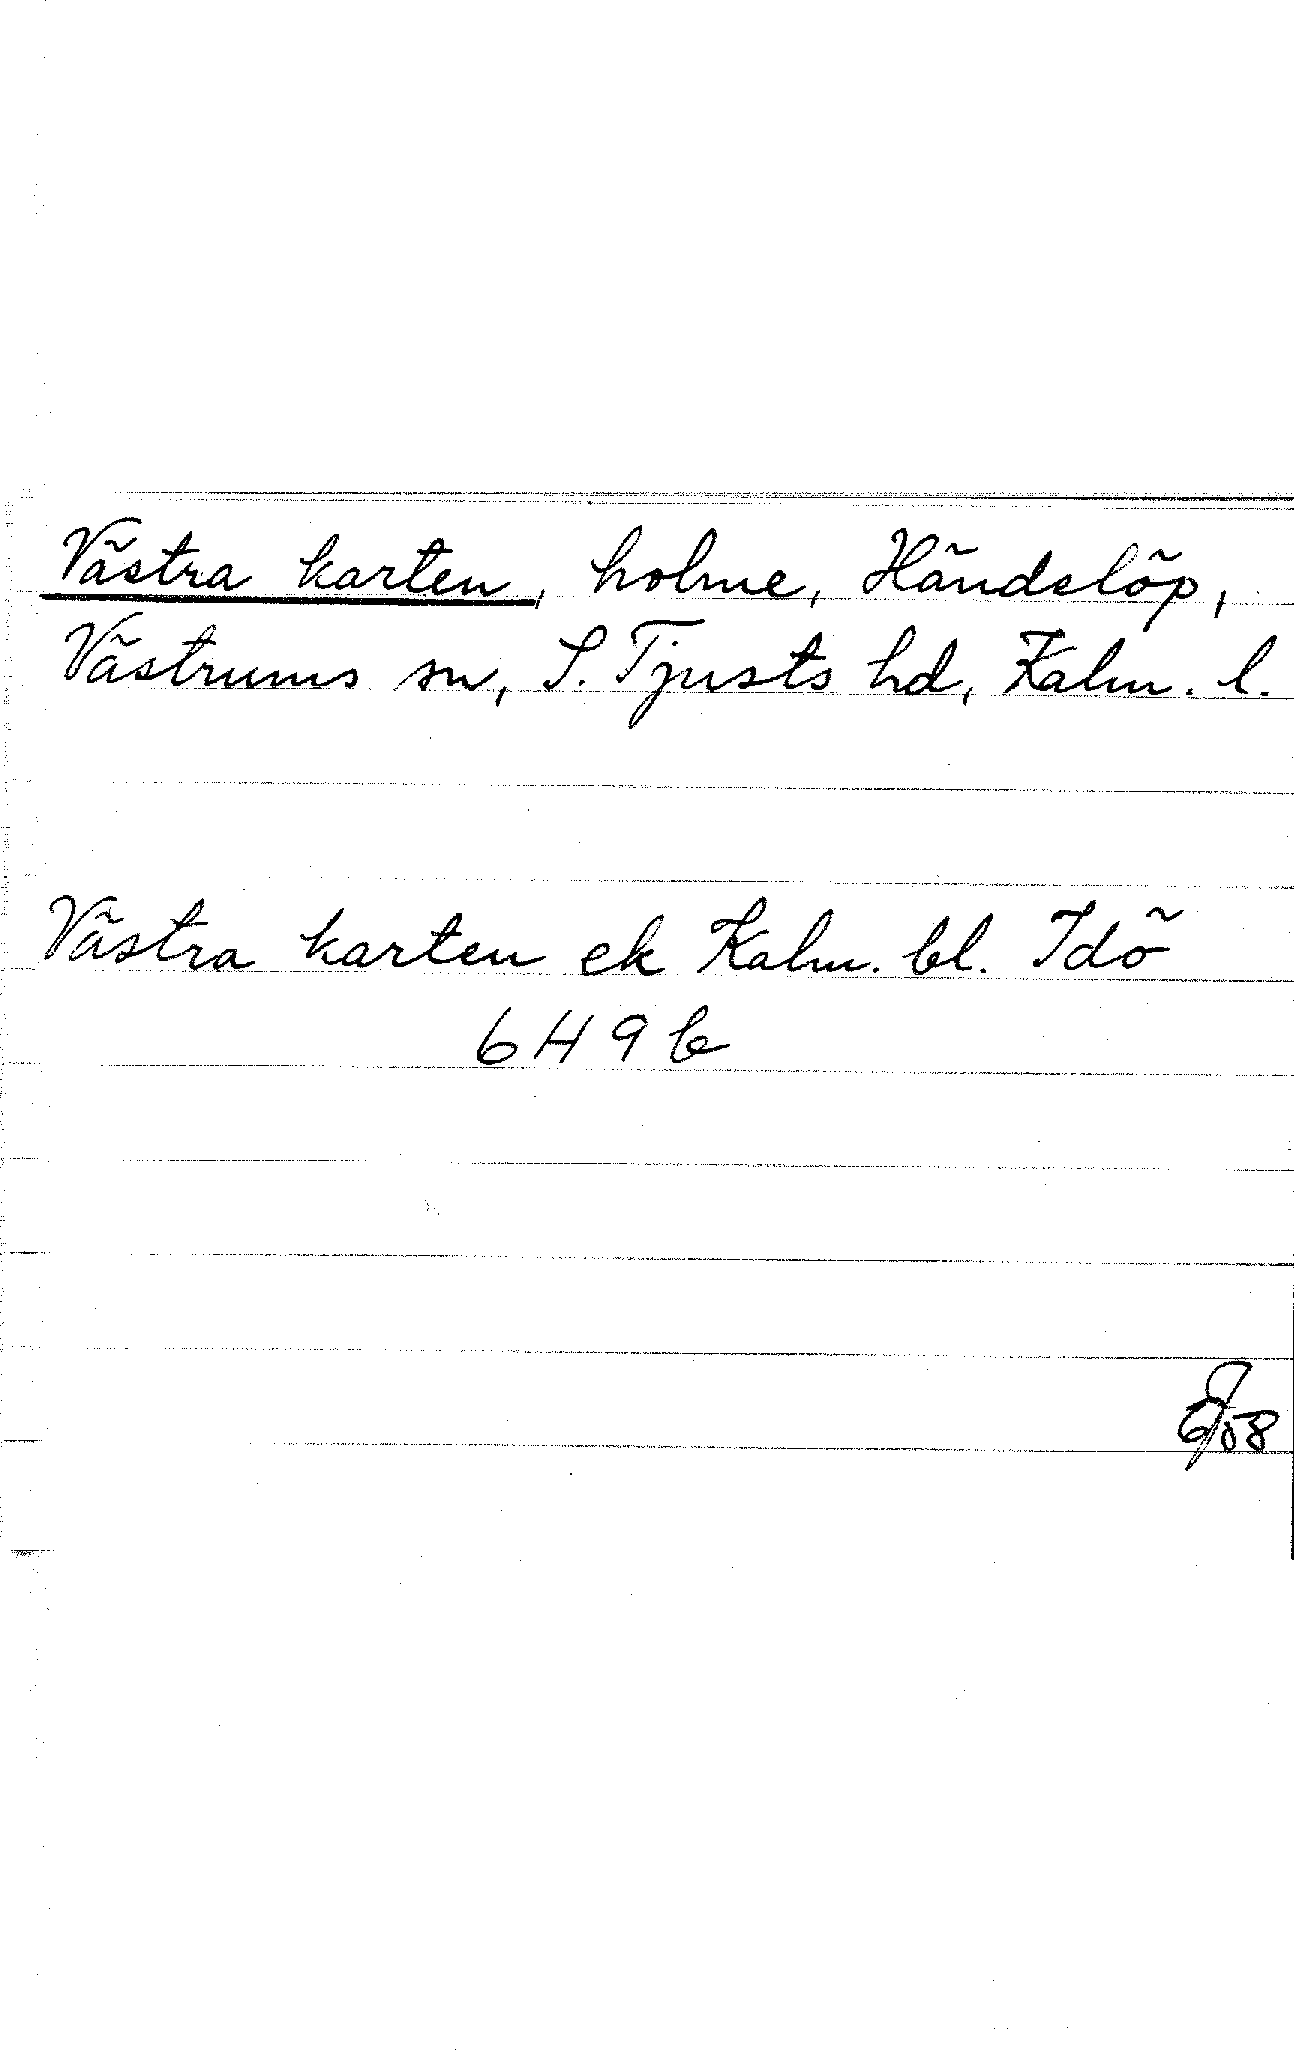 Västra karten, holme, Händelöp,
Västrums sn, S. Tjusts hd, Kalm. l.
Västra karten ek Kalm. bl. Idö
6H9b